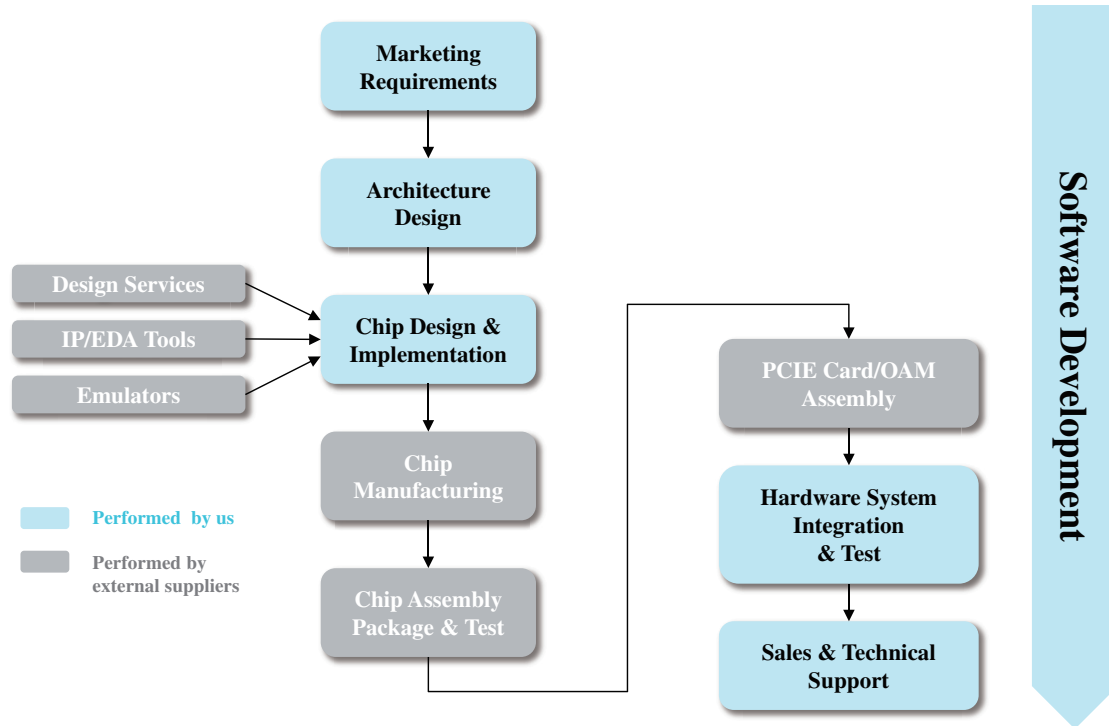 Marketing
Requirements
Architecture
Design
Design Services
IP/EDA Tools
Emulators
Chip Design &
Implementation
Chip
Manufacturing
Chip Assembly
Package & Test
PCIE Card/OAM
Assembly
Hardware System
Integration
& Test
Sales & Technical
Support
Software Development
Performed by us
Performed by
external suppliers